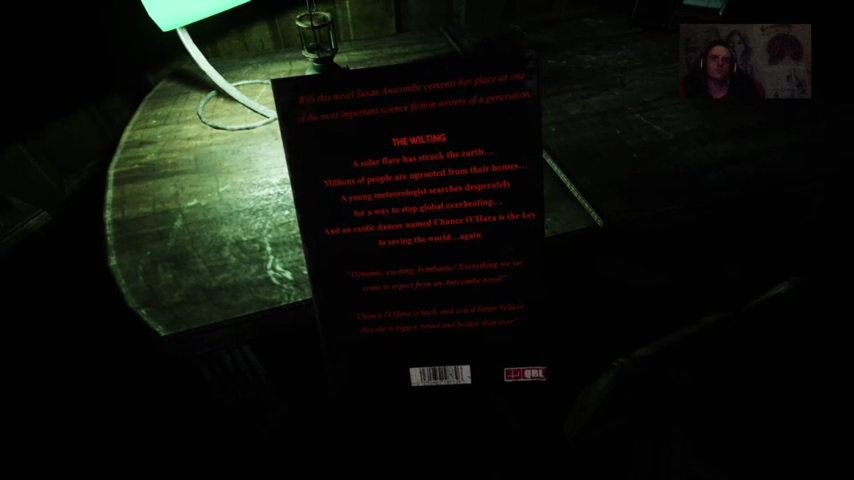 With this novel Susan Anscombe cements her place as one
of the most important science fiction writers of a generation
THE WILTING
A solar flare has struck the earth...
Millions of people are uprooted from their homes...
A young meteorologist searches desperately
for a way to stop global overheating...
And an exotic dancer named Chance O'Hara is the key
to saving the world...again.
"Dynamic, exciting, bombastic! Everything we've
come to expect from an Anscombe novel"
"Chance O'Hara is back, and you'd better believe
that she is bigger, better and bolder than ever"